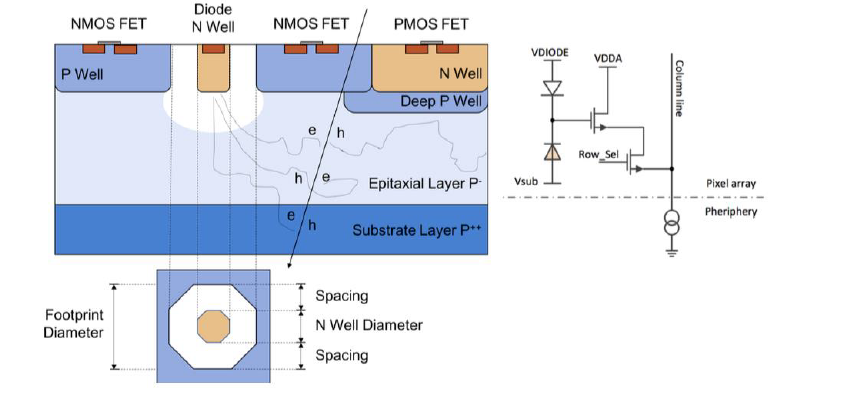 NMOS FET
Diode
N Well
NMOS FET
PMOS FET
P Well
N Well
Deep P Well
e
h
h
e
Epitaxial Layer P-
e
h
Substrate Layer P++
Footprint
Diameter
Spacing
N Well Diameter
Spacing
VDIODE
VDDA
Column line
Row_Sel
Vsub
Pixel array
Pheriphery